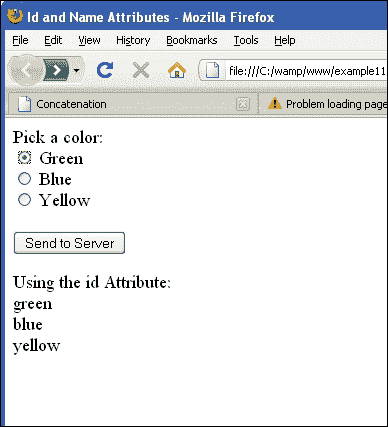 Id and Name Attributes - Mozilla Firefox
File Edit View History Bookmarks Tools Help
file:///C:/wamp/www/example11
Concatenation Problem loading page
Pick a color:
Green
Blue
Yellow
Send to Server
Using the id Attribute:
green
blue
yellow